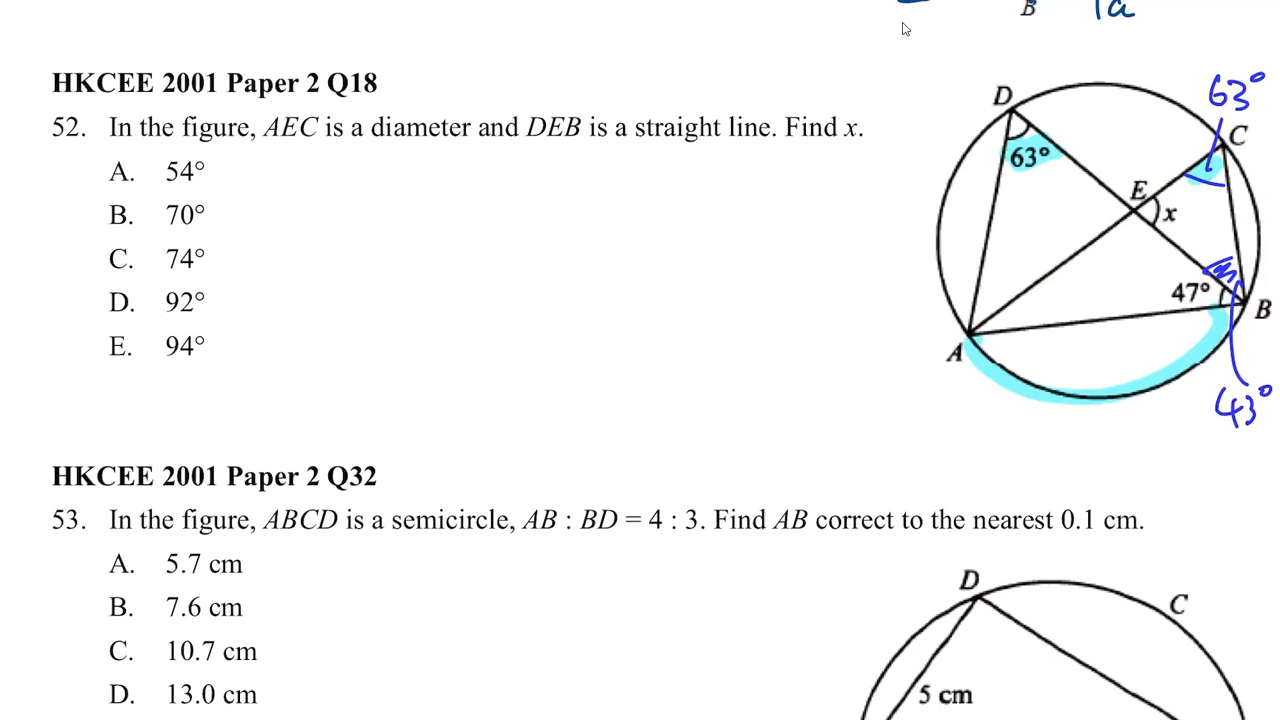 B 1a
HKCEE 2001 Paper 2 Q18
52. In the figure, AEC is a diameter and DEB is a straight line. Find x.
A. 54°
B. 70°
C. 74°
D. 92°
E. 94°
D
63°
C
63°
E
x
47°
B
A
43°
HKCEE 2001 Paper 2 Q32
53. In the figure, ABCD is a semicircle, AB : BD = 4 : 3. Find AB correct to the nearest 0.1 cm.
A. 5.7 cm
B. 7.6 cm
C. 10.7 cm
D. 13.0 cm
D
C
5 cm